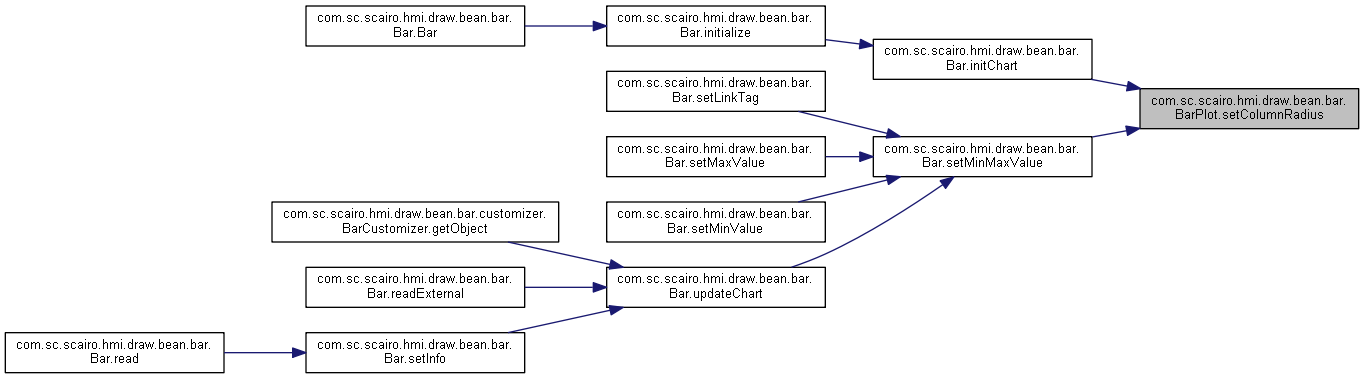 com.sc.scairo.hmi.draw.bean.bar.
Bar.Bar
com.sc.scairo.hmi.draw.bean.bar.
Bar.initialize
com.sc.scairo.hmi.draw.bean.bar.
Bar.initChart
com.sc.scairo.hmi.draw.bean.bar.
Bar.setLinkTag
com.sc.scairo.hmi.draw.bean.bar.
BarPlot.setColumnRadius
com.sc.scairo.hmi.draw.bean.bar.
Bar.setMaxValue
com.sc.scairo.hmi.draw.bean.bar.
Bar.setMinMaxValue
com.sc.scairo.hmi.draw.bean.bar.customizer.
BarCustomizer.getObject
com.sc.scairo.hmi.draw.bean.bar.
Bar.setMinValue
com.sc.scairo.hmi.draw.bean.bar.
Bar.readExternal
com.sc.scairo.hmi.draw.bean.bar.
Bar.updateChart
com.sc.scairo.hmi.draw.bean.bar.
Bar.read
com.sc.scairo.hmi.draw.bean.bar.
Bar.setInfo